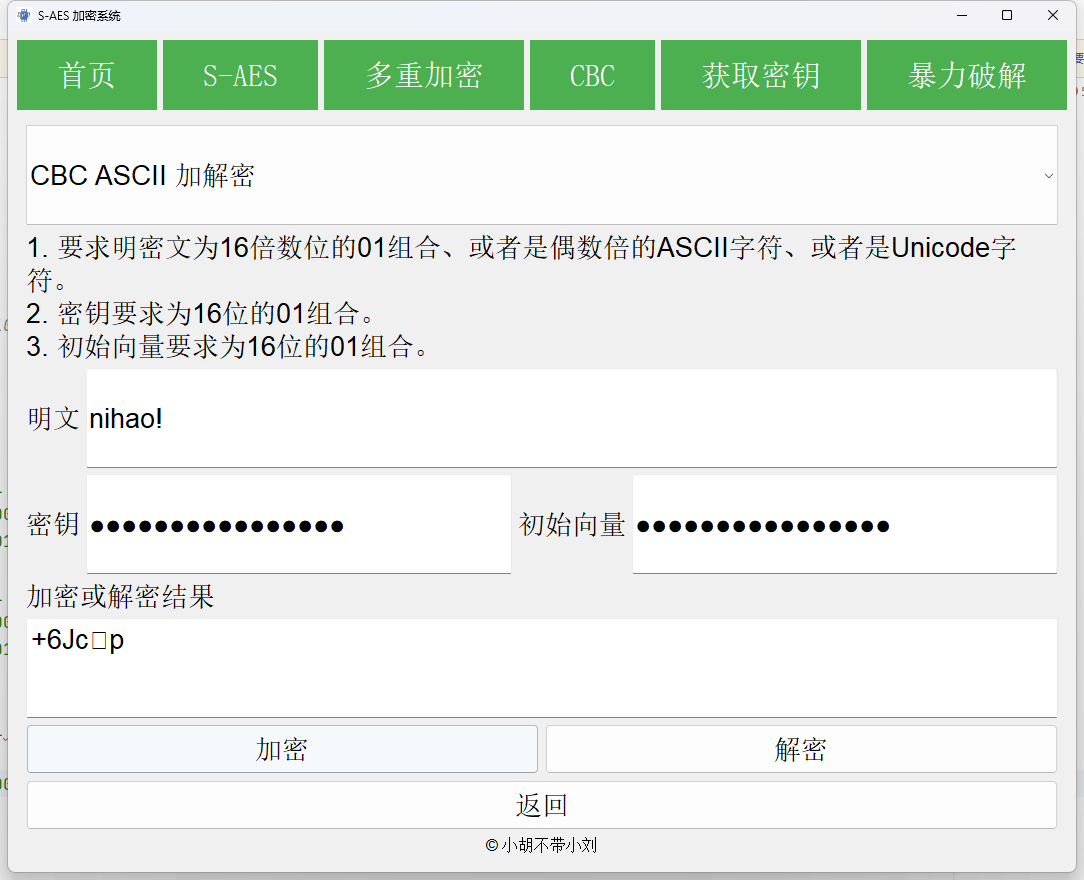 S-AES 加密系统
首页 S-AES 多重加密 CBC 获取密钥 暴力破解
CBC ASCII 加解密
1. 要求明密文为16倍数位的01组合、或者是偶数倍的ASCII字符、或者是Unicode字
符。
2. 密钥要求为16位的01组合。
3. 初始向量要求为16位的01组合。
明文 nihao!
密钥 ●●●●●●●●●●●●●●●● 初始向量 ●●●●●●●●●●●●●●●●
加密或解密结果
+6Jc□p
加密 解密
返回
© 小胡不带小刘